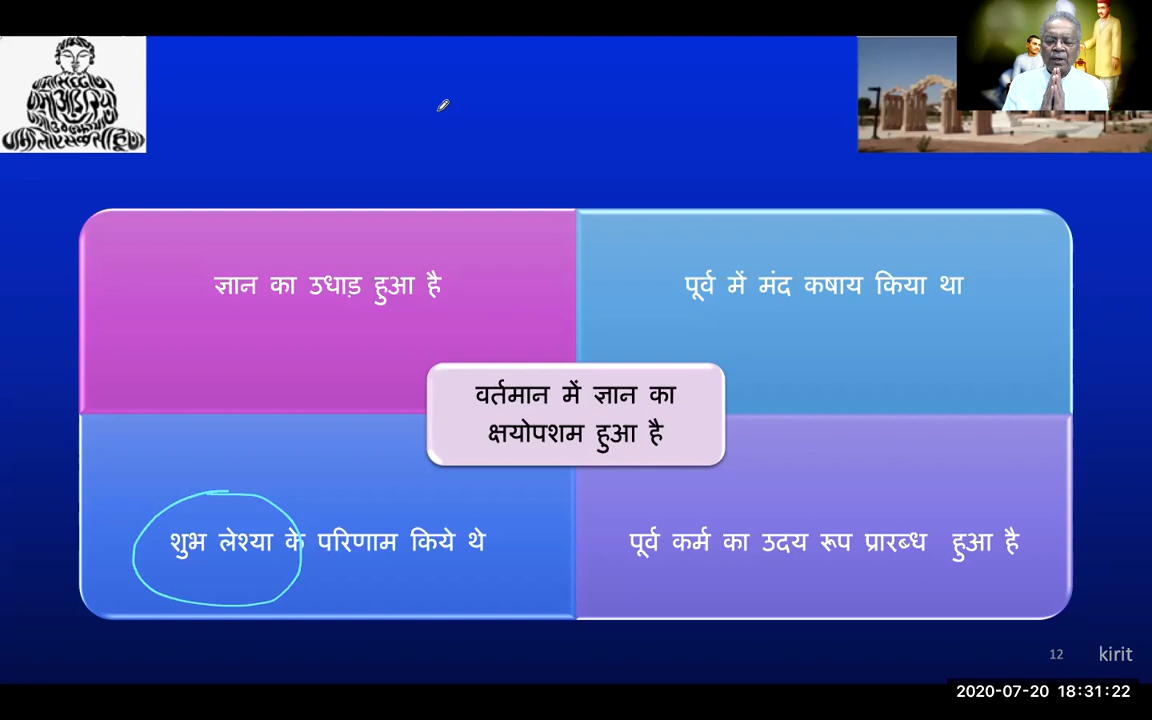 ज्ञान का उधाड़ हुआ है
पूर्व में मंद कषाय किया था
वर्तमान में ज्ञान का
क्षयोपशम हुआ है
शुभ लेश्या के परिणाम किये थे
पूर्व कर्म का उदय रूप प्रारब्ध हुआ है
12
kirit
2020-07-20 18:31:22